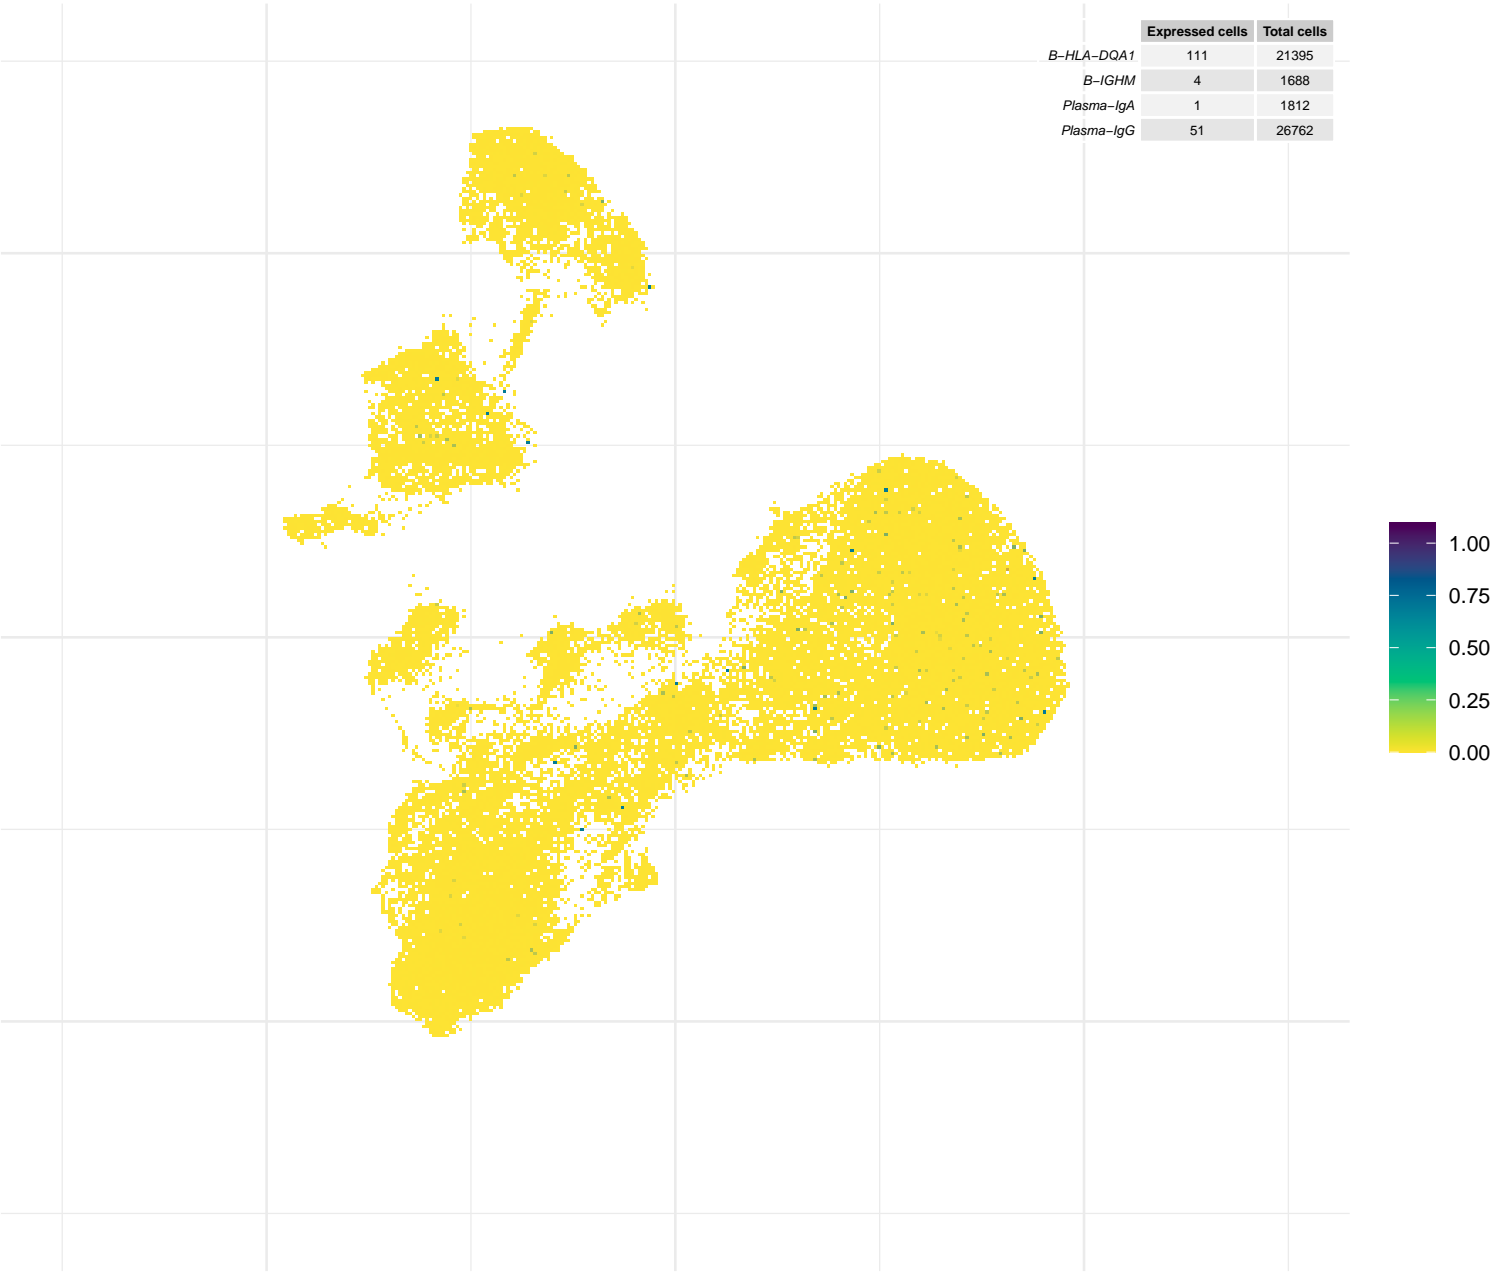 Expressed cells Total cells
B−HLA−DQA1 111 21395
B−IGHM 4 1688
Plasma−IgA 1 1812
Plasma−IgG 51 26762
1.00
0.75
0.50
0.25
0.00